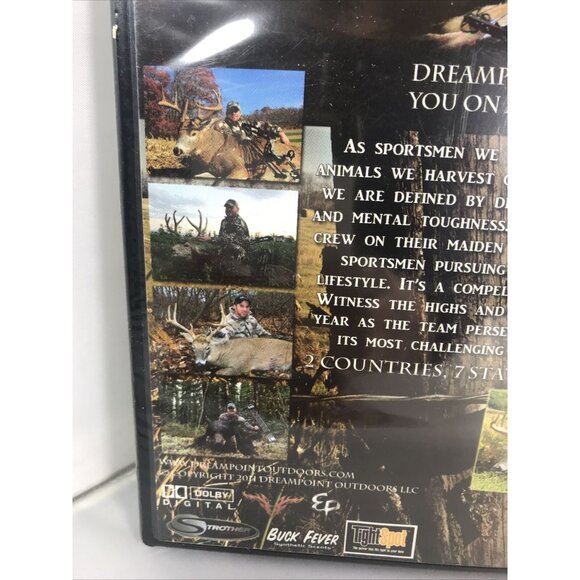 DREAMP
YOU ON A
AS SPORTSMEN WE
ANIMALS WE HARVEST
WE ARE DEFINED BY D
AND MENTAL TOUGHNESS.
CREW ON THEIR MAIDEN
SPORTSMEN PURSUING
LIFESTYLE. IT'S A COMPEL
WITNESS THE HIGHS AND
YEAR AS THE TEAM PERSE
ITS MOST CHALLENGING
2 COUNTRIES, 7 STA
WWW.DREAMPOINTOUTDOORS.COM
© COPYRIGHT 2011 DREAMPOINT OUTDOORS LLC
DOLBY
DIGITAL
STROTHER
BUCK FEVER
Synthetic Scents
TightSpot